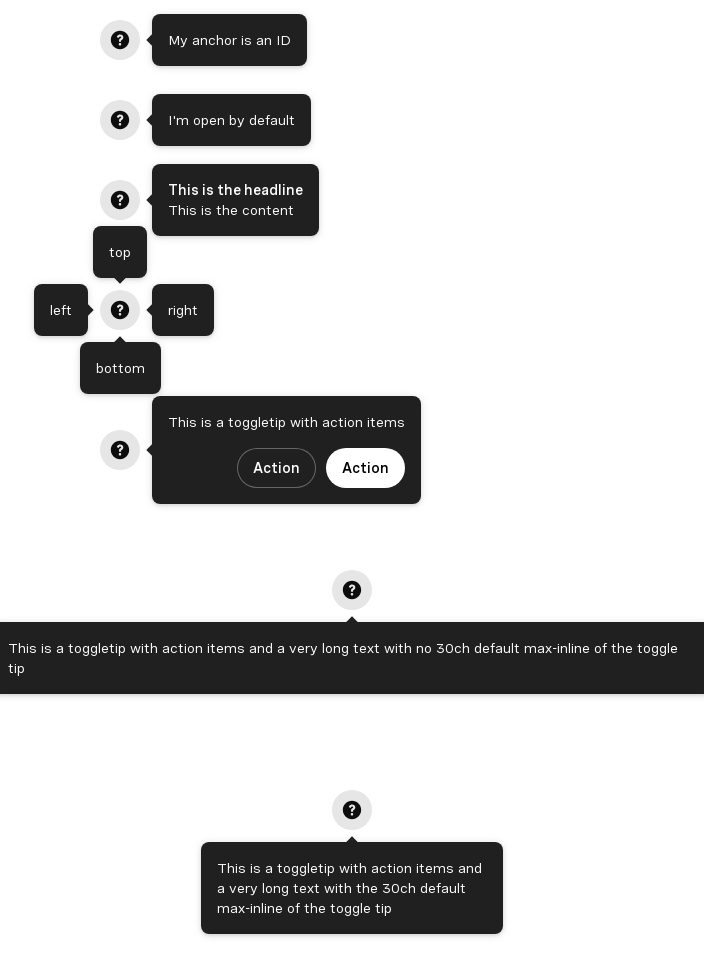 My anchor is an ID
I'm open by default
This is the headline
This is the content
top
left
right
bottom
This is a toggletip with action items
Action
Action
This is a toggletip with action items and a very long text with no 30ch default max-inline of the toggle
tip
This is a toggletip with action items and
a very long text with the 30ch default
max-inline of the toggle tip